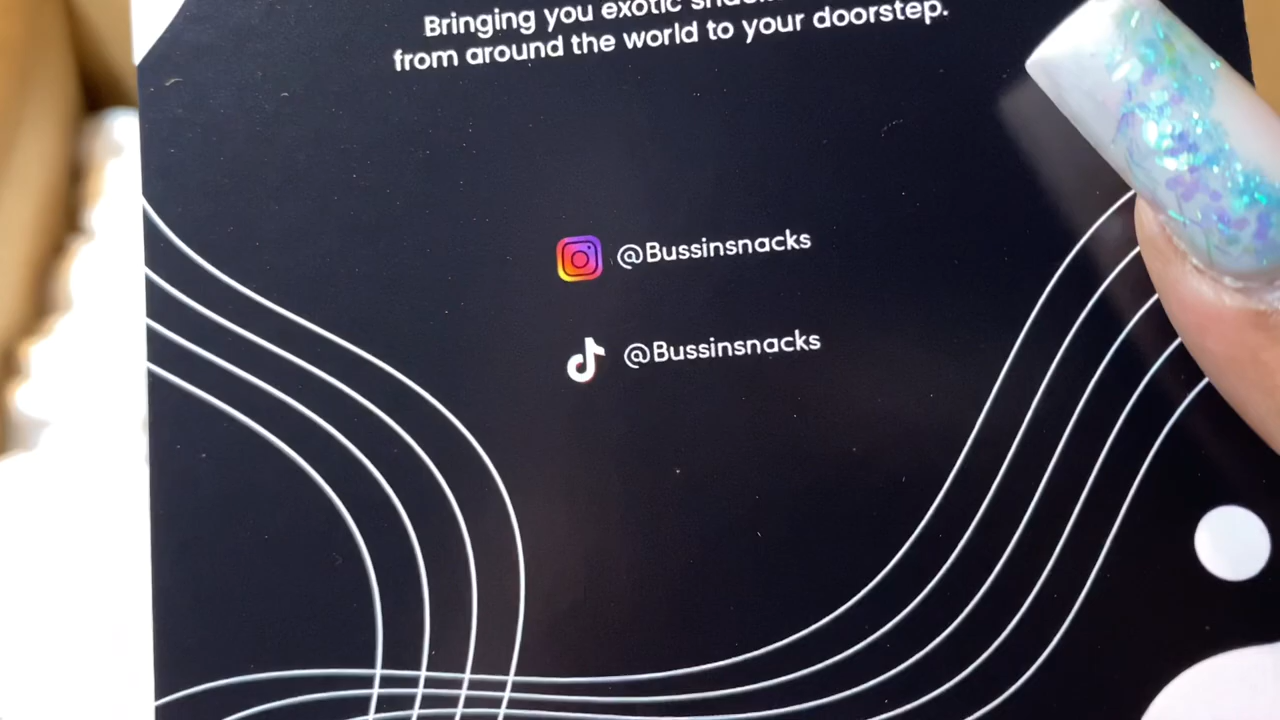 Bringing you exotic
from around the world to your doorstep.
@Bussinsnacks
@Bussinsnacks